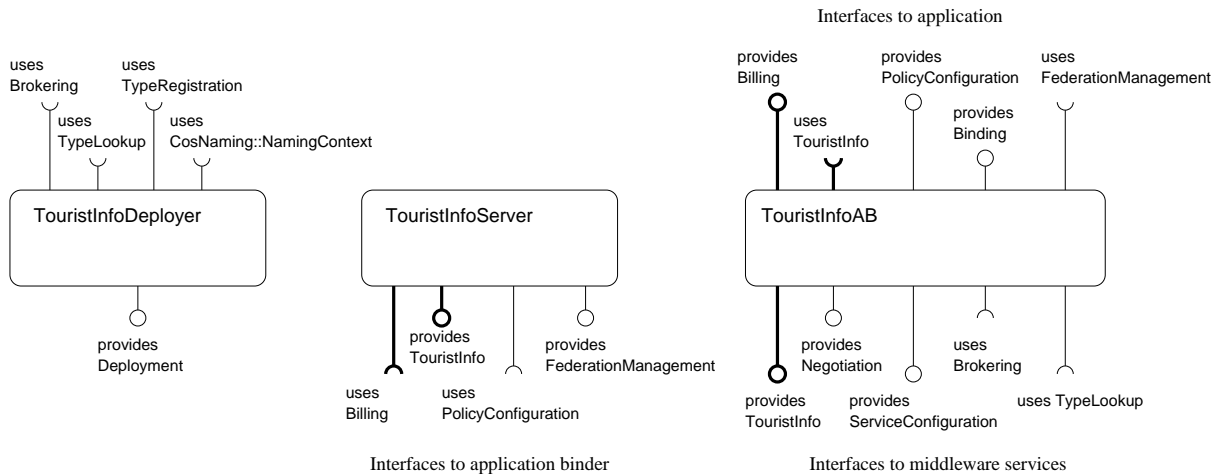 Interfaces to application
uses
Brokering
uses
TypeRegistration
uses
TypeLookup
uses
CosNaming::NamingContext
TouristInfoDeployer
provides
Deployment
TouristInfoServer
provides
TouristInfo
provides
FederationManagement
uses
Billing
uses
PolicyConfiguration
Interfaces to application binder
provides
Billing
provides
PolicyConfiguration
uses
FederationManagement
uses
TouristInfo
provides
Binding
TouristInfoAB
provides
Negotiation
uses
Brokering
provides
TouristInfo
provides
ServiceConfiguration
uses TypeLookup
Interfaces to middleware services